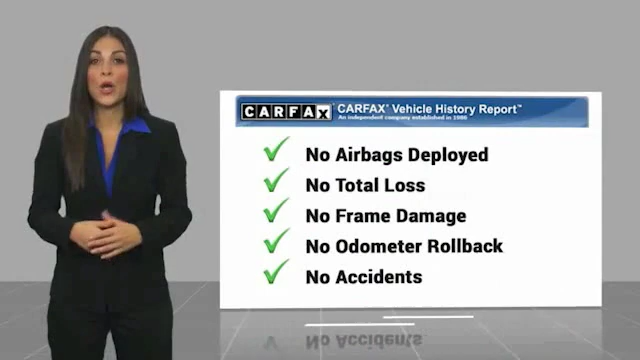 CARFAX CARFAX® Vehicle History Report™
An independent company established in 1986
No Airbags Deployed
No Total Loss
No Frame Damage
No Odometer Rollback
No Accidents